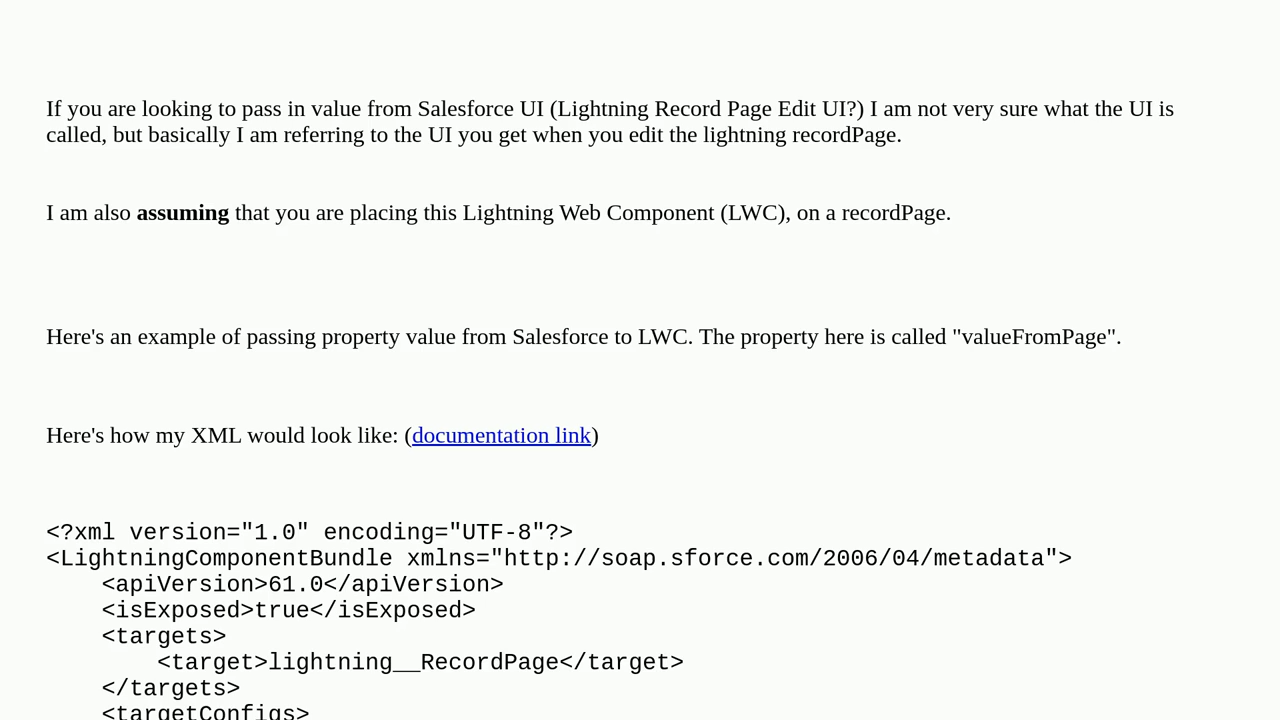 If you are looking to pass in value from Salesforce UI (Lightning Record Page Edit UI?) I am not very sure what the UI is
called, but basically I am referring to the UI you get when you edit the lightning recordPage.
I am also assuming that you are placing this Lightning Web Component (LWC), on a recordPage.
Here's an example of passing property value from Salesforce to LWC. The property here is called "valueFromPage".
Here's how my XML would look like: (documentation link)
<?xml version="1.0" encoding="UTF-8"?>
<LightningComponentBundle xmlns="http://soap.sforce.com/2006/04/metadata">
    <apiVersion>61.0</apiVersion>
    <isExposed>true</isExposed>
    <targets>
        <target>lightning__RecordPage</target>
    </targets>
    <targetConfigs>